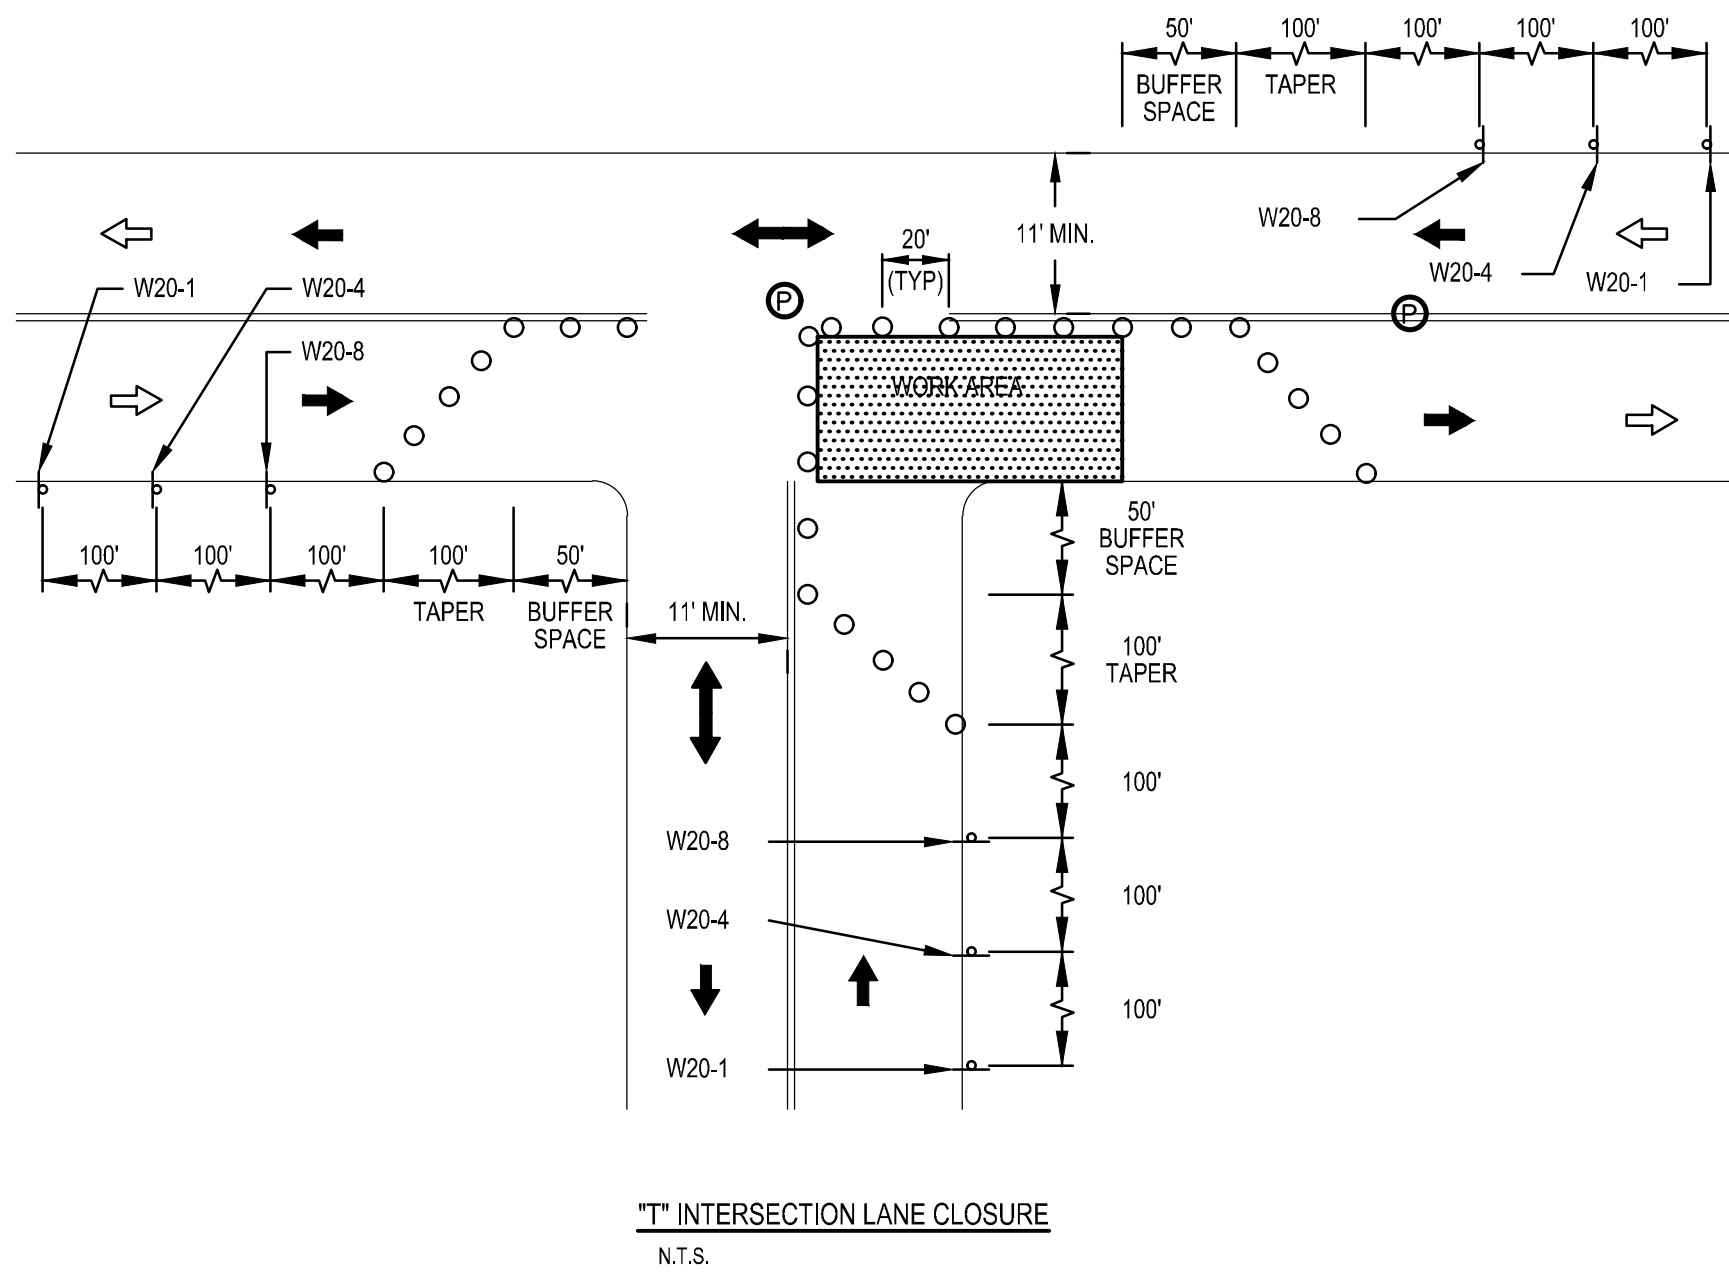 50' 100' 100' 100' 100'
BUFFER TAPER
SPACE
W20-8
11' MIN.
20'
(TYP)
W20-4
W20-1
W20-1
W20-4
P
P
W20-8
WORK AREA
50'
BUFFER
SPACE
100' 100' 100' 100' 50'
TAPER BUFFER
SPACE
11' MIN.
100'
TAPER
100'
W20-8
100'
W20-4
100'
W20-1
"T" INTERSECTION LANE CLOSURE
N.T.S.